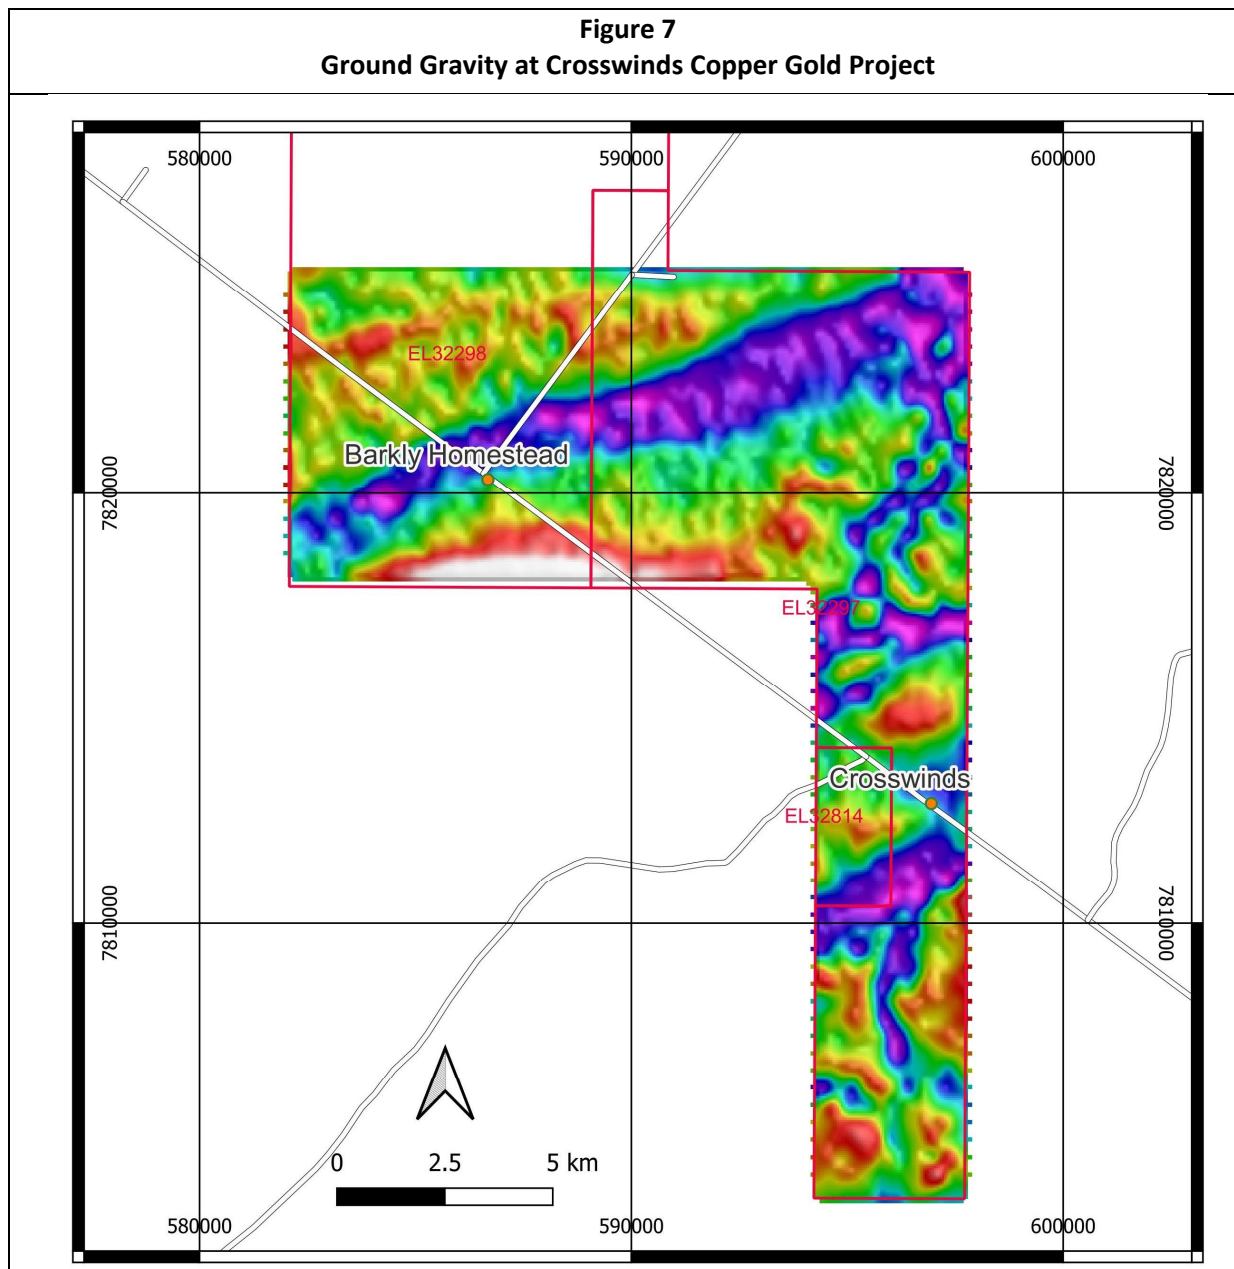 Figure 7
Ground Gravity at Crosswinds Copper Gold Project
580000
590000
600000
EL32298
Barkly Homestead
7820000
7820000
EL32297
Crosswinds
EL32814
7810000
7810000
0 2.5 5 km
580000
590000
600000